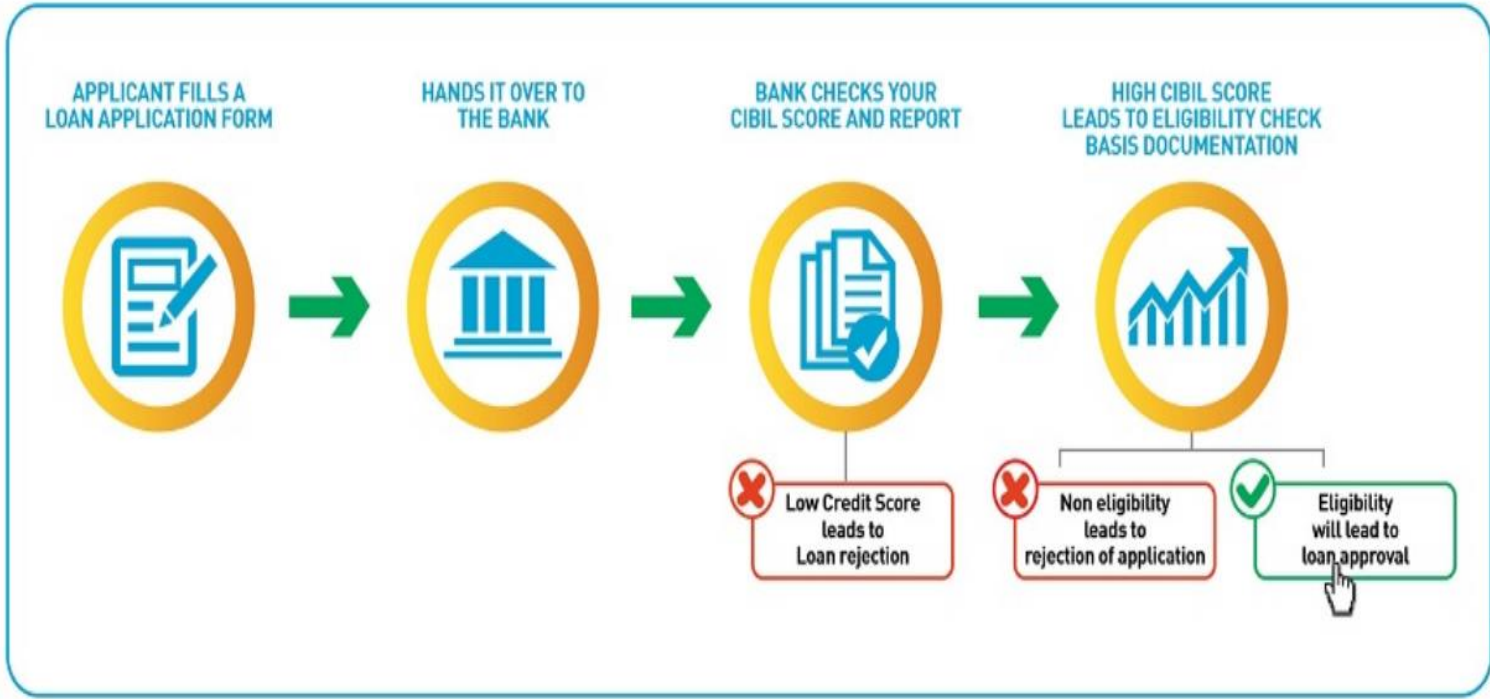 APPLICANT FILLS A
LOAN APPLICATION FORM
HANDS IT OVER TO
THE BANK
BANK CHECKS YOUR
CIBIL SCORE AND REPORT
HIGH CIBIL SCORE
LEADS TO ELIGIBILITY CHECK
BASIS DOCUMENTATION
Low Credit Score
leads to
Loan rejection
Non eligibility
leads to
rejection of application
Eligibility
will lead to
loan approval